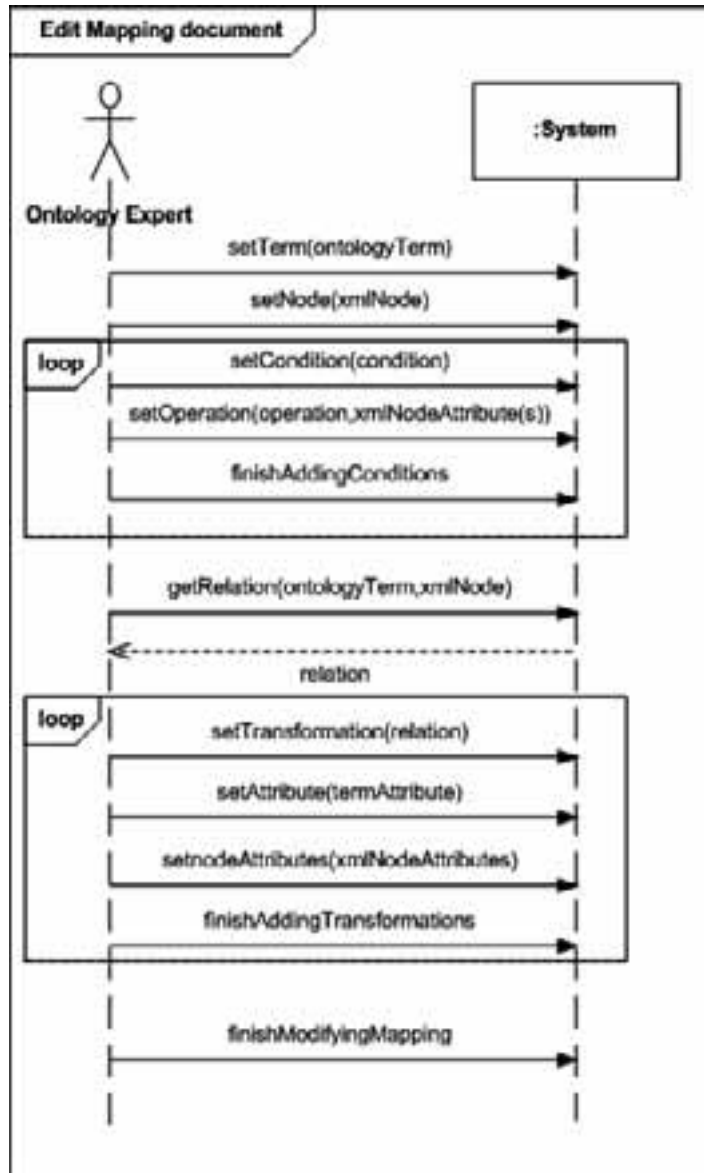 Edit Mapping document
:System
Ontology Expert
setTerm(ontologyTerm)
setNode(xmlNode)
loop
setCondition(condition)
setOperation(operation,xmlNodeAttribute(s))
finishAddingConditions
getRelation(ontologyTerm,xmlNode)
relation
loop
setTransformation(relation)
setAttribute(termAttribute)
setnodeAttributes(xmlNodeAttributes)
finishAddingTransformations
finishModifyingMapping